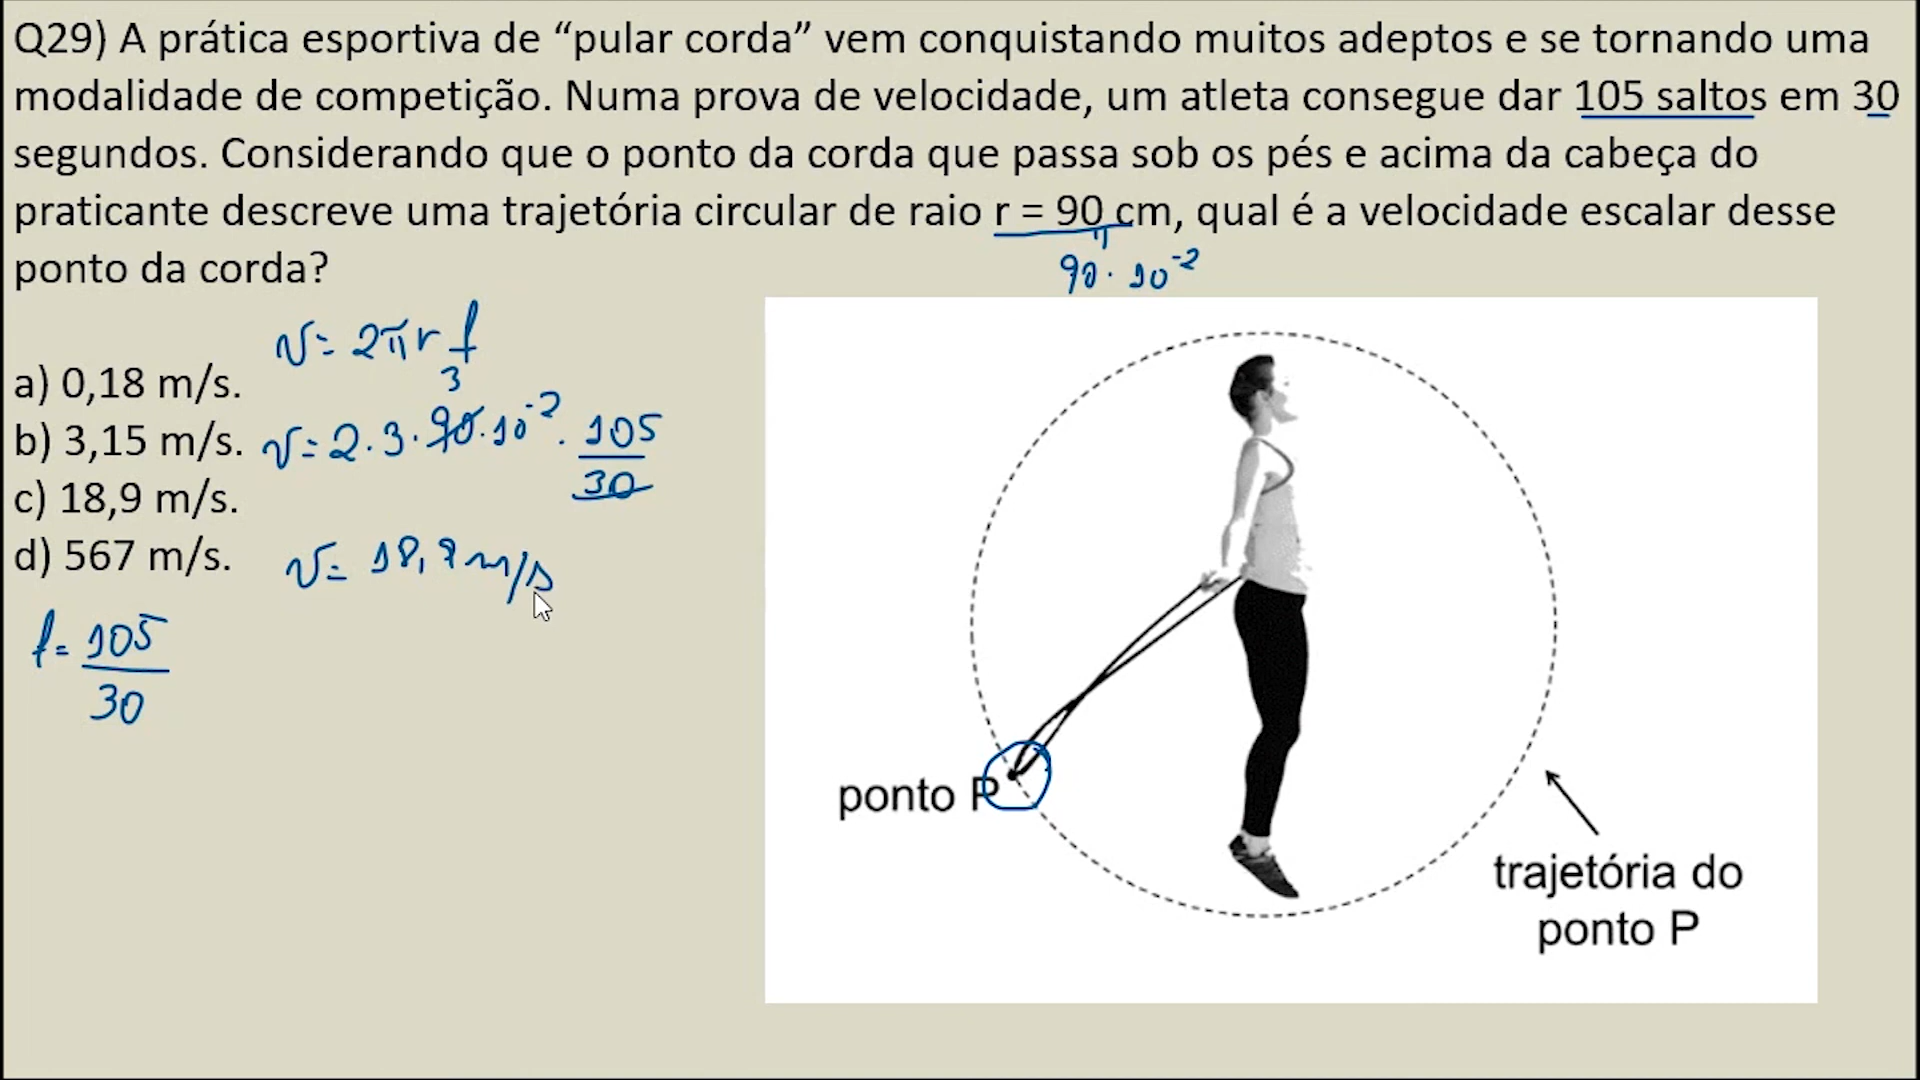 Q29) A prática esportiva de “pular corda” vem conquistando muitos adeptos e se tornando uma
modalidade de competição. Numa prova de velocidade, um atleta consegue dar 105 saltos em 30
segundos. Considerando que o ponto da corda que passa sob os pés e acima da cabeça do
praticante descreve uma trajetória circular de raio r = 90 cm, qual é a velocidade escalar desse
ponto da corda?
90 · 10⁻²
v = 2πr f
a) 0,18 m/s.
3
b) 3,15 m/s.
v = 2 . 3 . 90 . 10⁻² . 105/30
c) 18,9 m/s.
d) 567 m/s.
v = 18,9 m/s
f = 105/30
ponto P
trajetória do
ponto P